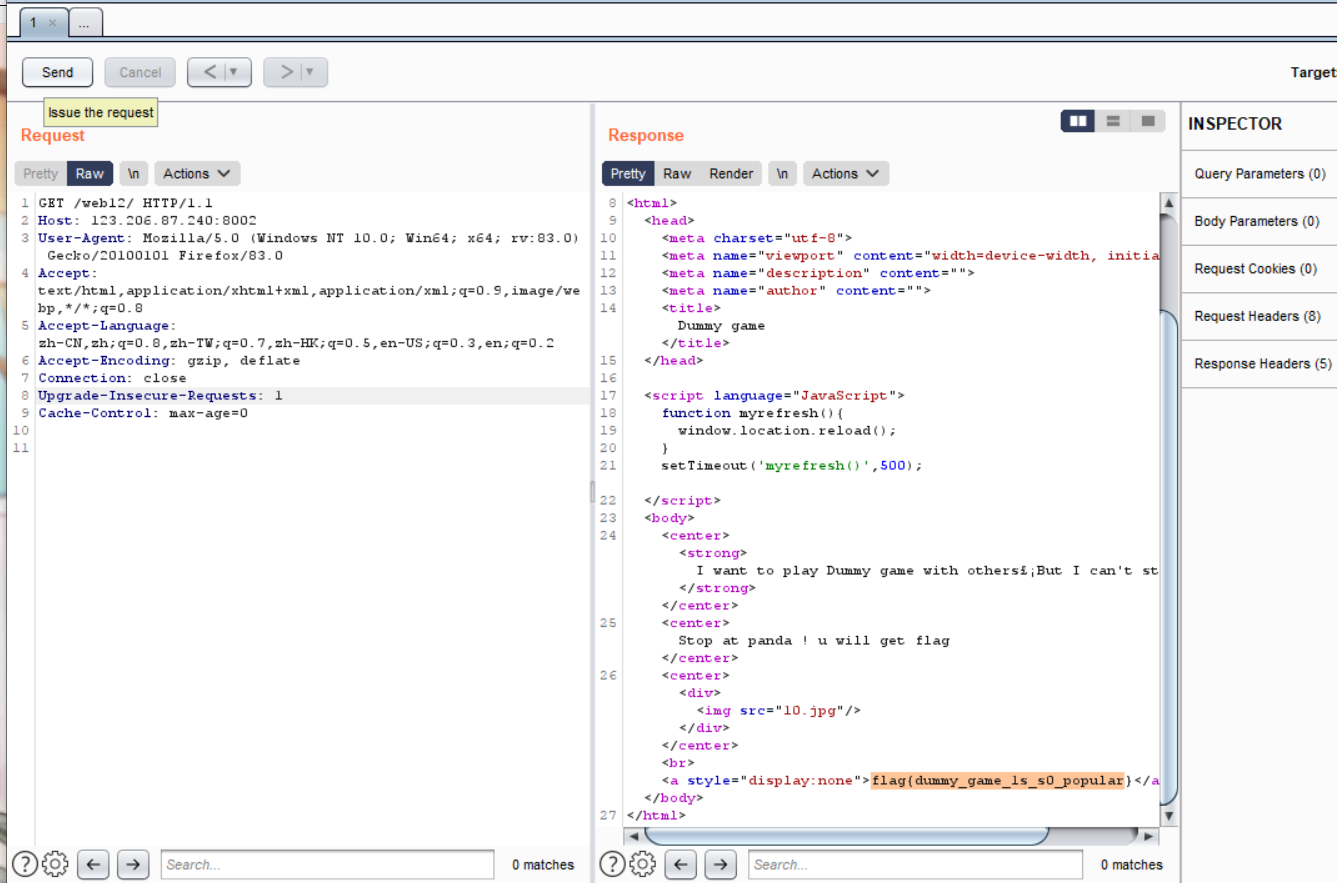 1 ×
...
Send
Cancel
< | ▼
> | ▼
Target:
Issue the request
Request
Pretty
Raw
\n
Actions
1 GET /web12/ HTTP/1.1
2 Host: 123.206.87.240:8002
3 User-Agent: Mozilla/5.0 (Windows NT 10.0; Win64; x64; rv:83.0)
Gecko/20100101 Firefox/83.0
4 Accept:
text/html,application/xhtml+xml,application/xml;q=0.9,image/we
bp,*/*;q=0.8
5 Accept-Language:
zh-CN,zh;q=0.8,zh-TW;q=0.7,zh-HK;q=0.5,en-US;q=0.3,en;q=0.2
6 Accept-Encoding: gzip, deflate
7 Connection: close
8 Upgrade-Insecure-Requests: 1
9 Cache-Control: max-age=0
10
11
Search...
0 matches
Response
Pretty
Raw
Render
\n
Actions
8 <html>
9 <head>
10 <meta charset="utf-8">
11 <meta name="viewport" content="width=device-width, initia
12 <meta name="description" content="">
13 <meta name="author" content="">
14 <title>
Dummy game
</title>
15 </head>
16
17 <script language="JavaScript">
18 function myrefresh(){
19 window.location.reload();
20 }
21 setTimeout('myrefresh()',500);
22 </script>
23 <body>
24 <center>
<strong>
I want to play Dummy game with others£¡But I can't st
</strong>
</center>
25 <center>
Stop at panda ! u will get flag
</center>
26 <center>
<div>
<img src="10.jpg"/>
</div>
</center>
<br>
<a style="display:none">flag{dummy_game_1s_s0_popular}</a
</body>
27 </html>
Search...
0 matches
INSPECTOR
Query Parameters (0)
Body Parameters (0)
Request Cookies (0)
Request Headers (8)
Response Headers (5)